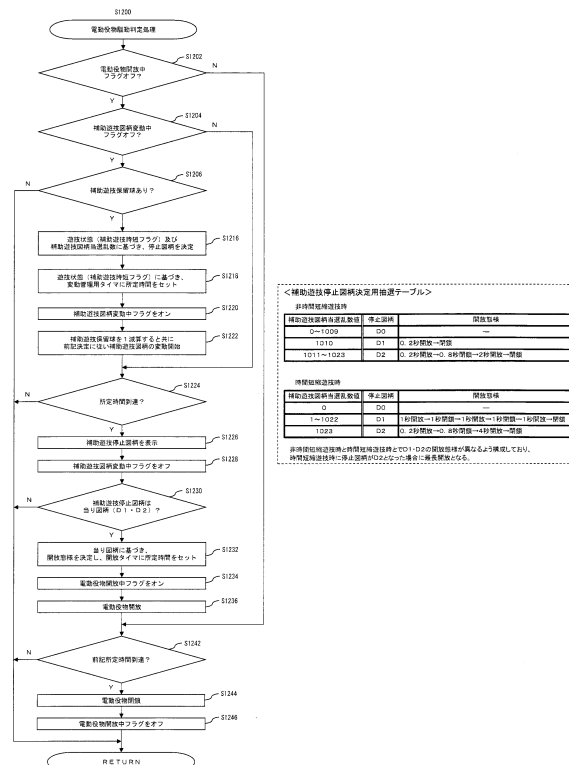 S1200
電動役物駆動判定処理
S1202
電動役物開放中
フラグオフ?
N
Y
S1204
補助遊技図柄変動中
フラグオフ?
N
Y
S1206
補助遊技保留球あり?
N
Y
遊技状態(補助遊技時短フラグ)及び
補助遊技図柄当選乱数に基づき、停止図柄を決定
S1216
遊技状態(補助遊技時短フラグ)に基づき、
変動管理用タイマに所定時間をセット
S1218
補助遊技図柄変動中フラグをオン
S1220
補助遊技保留球を1減算すると共に
前記決定に従い補助遊技図柄の変動開始
S1222
S1224
所定時間到達?
N
Y
補助遊技停止図柄を表示
S1226
補助遊技図柄変動中フラグをオフ
S1228
S1230
補助遊技停止図柄は
当り図柄(D1・D2)?
N
Y
当り図柄に基づき、
開放態様を決定し、開放タイマに所定時間をセット
S1232
電動役物開放中フラグをオン
S1234
電動役物開放
S1236
S1242
前記所定時間到達?
N
Y
電動役物閉鎖
S1244
電動役物開放中フラグをオフ
S1246
RETURN
<補助遊技停止図柄決定用抽選テーブル>
非時間短縮遊技時
補助遊技図柄当選乱数値 停止図柄 開放態様
0~1009 D0 —
1010 D1 0.2秒開放→閉鎖
1011~1023 D2 0.2秒開放→0.8秒閉鎖→2秒開放→閉鎖
時間短縮遊技時
補助遊技図柄当選乱数値 停止図柄 開放態様
0 D0 —
1~1022 D1 1秒開放→1秒閉鎖→1秒開放→1秒閉鎖→1秒開放→閉鎖
1023 D2 0.2秒開放→0.8秒閉鎖→4秒開放→閉鎖
非時間短縮遊技時と時間短縮遊技時とでD1・D2の開放態様が異なるよう構成しており、
時間短縮遊技時に停止図柄がD2となった場合に最長開放となる。